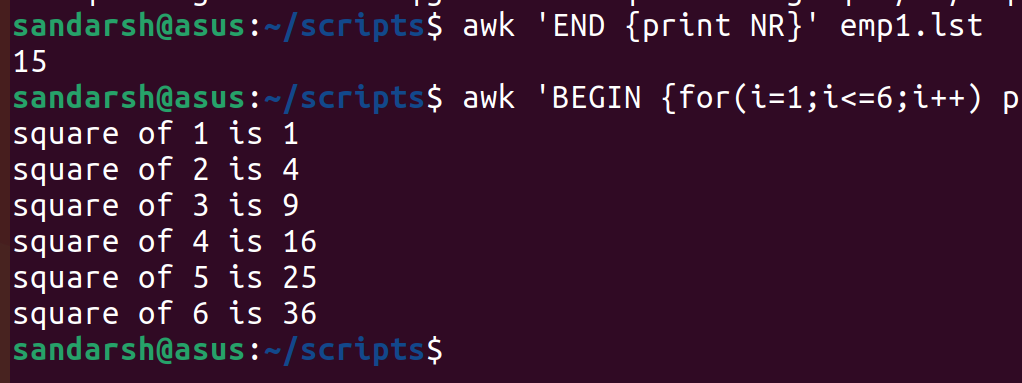 sandarsh@asus:~/scripts$ awk 'END {print NR}' emp1.lst
15
sandarsh@asus:~/scripts$ awk 'BEGIN {for(i=1;i<=6;i++) p
square of 1 is 1
square of 2 is 4
square of 3 is 9
square of 4 is 16
square of 5 is 25
square of 6 is 36
sandarsh@asus:~/scripts$